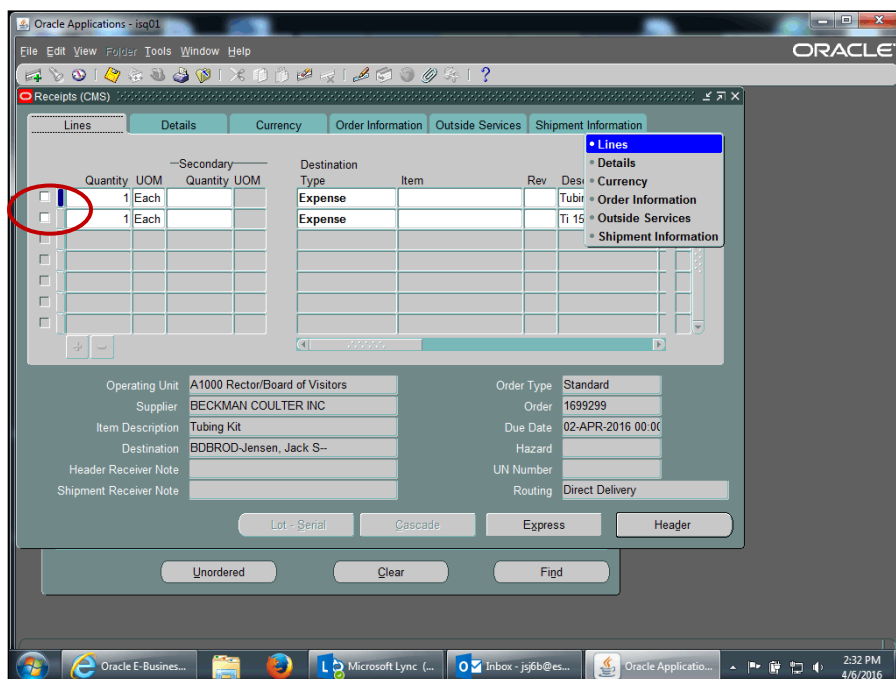 Oracle Applications - isq01
File Edit View Folder Tools Window Help
ORACLE
Receipts (CMS)
Lines Details Currency Order Information Outside Services Shipment Information
• Lines
Details
Currency
Order Information
Outside Services
Shipment Information
Secondary Destination
Quantity UOM Quantity UOM Type Item Rev
1 Each Expense
1 Each Expense Ti 15
Operating Unit A1000 Rector/Board of Visitors Order Type Standard
Supplier BECKMAN COULTER INC Order 1699299
Item Description Tubing Kit Due Date 02-APR-2016 00:00
Destination BDBROD-Jensen, Jack S-- Hazard
Header Receiver Note UN Number
Shipment Receiver Note Routing Direct Delivery
Lot - Serial Cascade Express Header
Unordered Clear Find
Oracle E-Busines... Microsoft Lync (... Inbox - jsj6b@es... Oracle Applicatio... 2:32 PM
4/6/2016